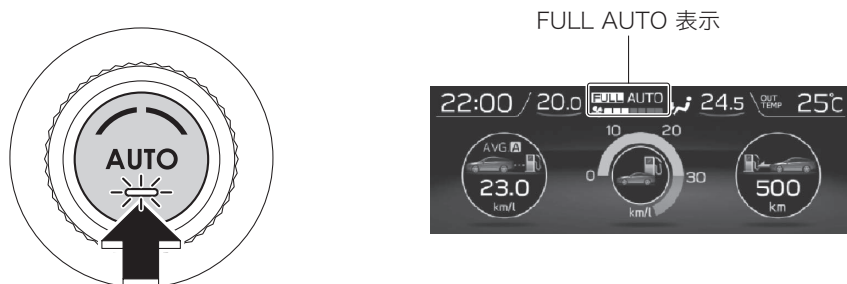 FULL AUTO 表示
AUTO
22:00 20.0 FULL AUTO 24.5 OUT TEMP 25℃
10 20
AVG A
0 30
23.0
km/l
km/l
500
km